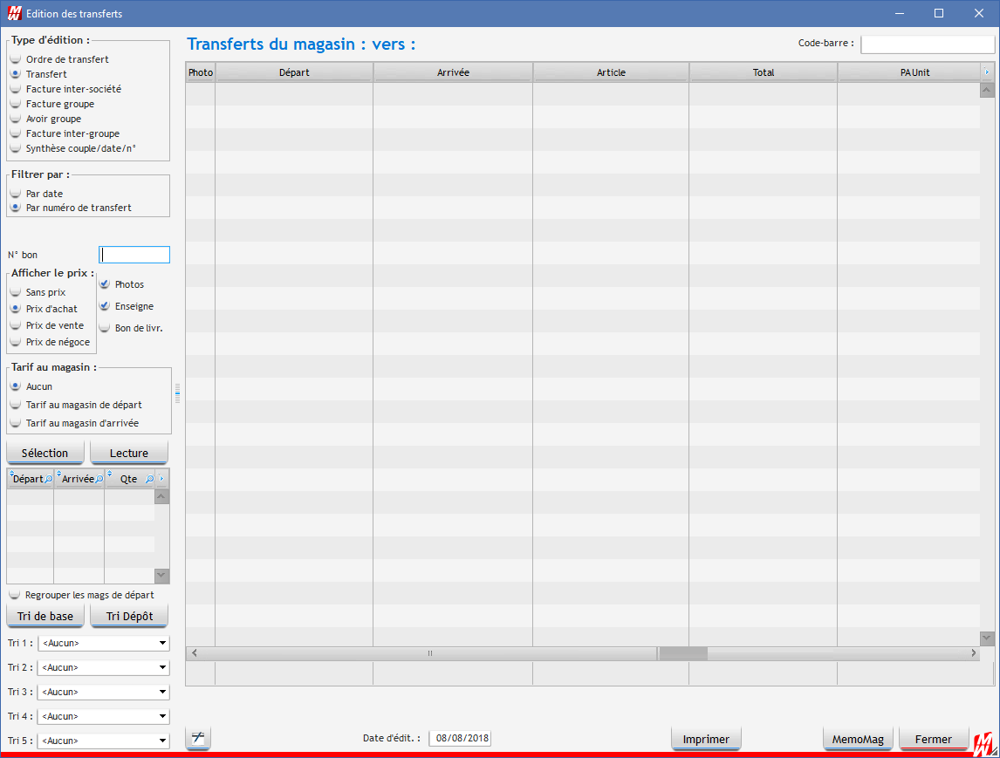 Edition des transferts
Type d'édition :
Ordre de transfert
Transfert
Facture inter-société
Facture groupe
Avoir groupe
Facture inter-groupe
Synthèse couple/date/n°
Filtrer par :
Par date
Par numéro de transfert
N° bon
Afficher le prix :
Sans prix
Prix d'achat
Prix de vente
Prix de négoce
Photos
Enseigne
Bon de livr.
Tarif au magasin :
Aucun
Tarif au magasin de départ
Tarif au magasin d'arrivée
Sélection Lecture
Départ Arrivée Qte
Regrouper les mags de départ
Tri de base Tri Dépôt
Tri 1 : <Aucun>
Tri 2 : <Aucun>
Tri 3 : <Aucun>
Tri 4 : <Aucun>
Tri 5 : <Aucun>
Transferts du magasin : vers :
Code-barre :
Photo Départ Arrivée Article Total PAUnit
Date d'édit. : 08/08/2018
Imprimer MemoMag Fermer
MW